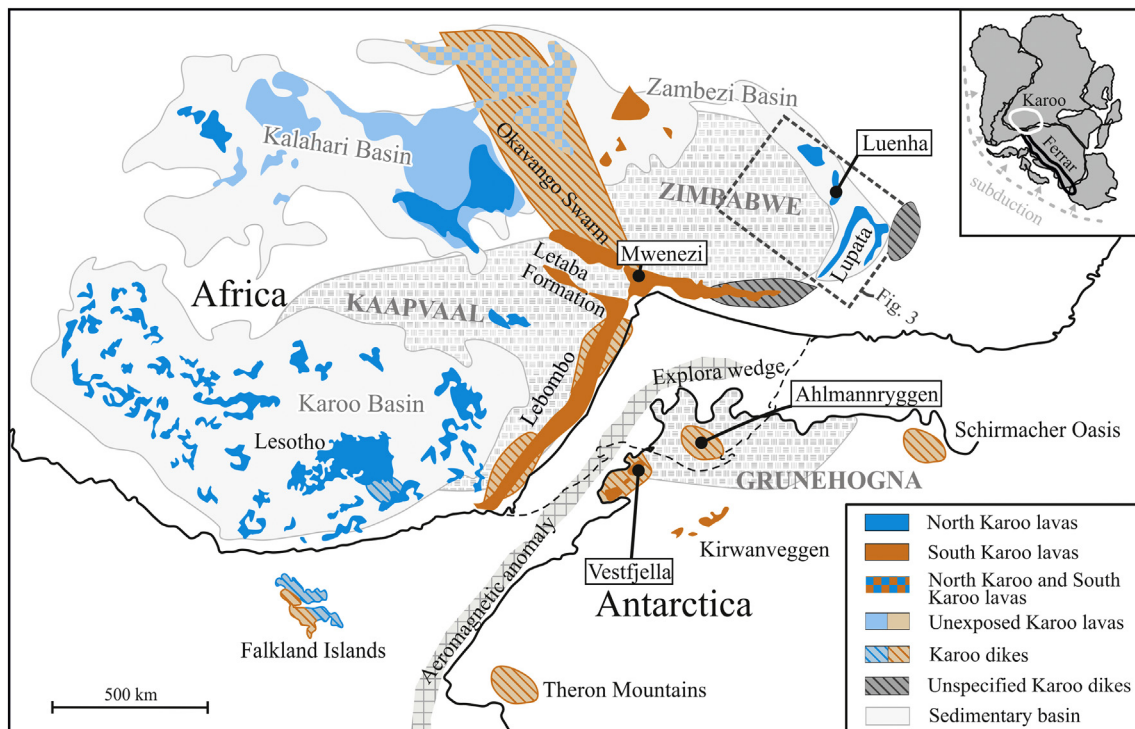 Zambezi Basin
Karoo
Ferrar
subduction
Kalahari Basin
Okavango Swarm
Luenha
ZIMBABWE
Lupata
Mwenezi
Letaba
Formation
Africa
KAAPVAAL
Fig. 3
Lebombo
Explora wedge
Ahlmannryggen
Karoo Basin
Lesotho
Schirmacher Oasis
GRUNEHOGNA
Kirwanveggen
Vestfjella
Antarctica
Aeromagnetic anomaly
Falkland Islands
Theron Mountains
500 km
North Karoo lavas
South Karoo lavas
North Karoo and South
Karoo lavas
Unexposed Karoo lavas
Karoo dikes
Unspecified Karoo dikes
Sedimentary basin